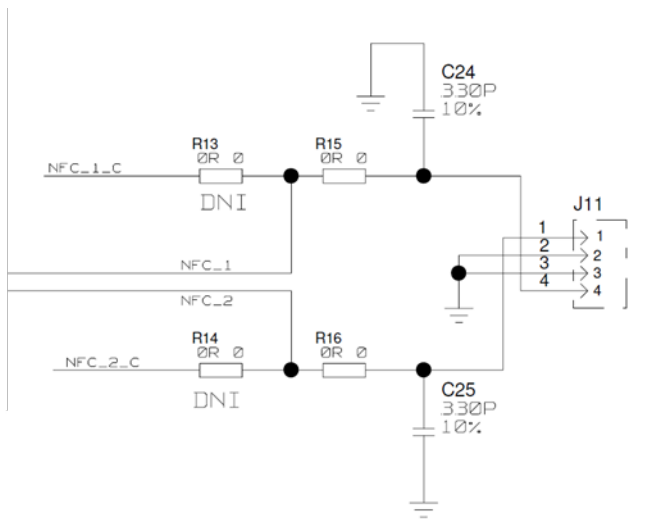 C24
330P
10%
R13
0R 0
R15
0R 0
NFC_1_C
DNI
J11
1
1
2
2
3
3
4
4
NFC_1
NFC_2
R14
0R 0
R16
0R 0
NFC_2_C
DNI
C25
330P
10%